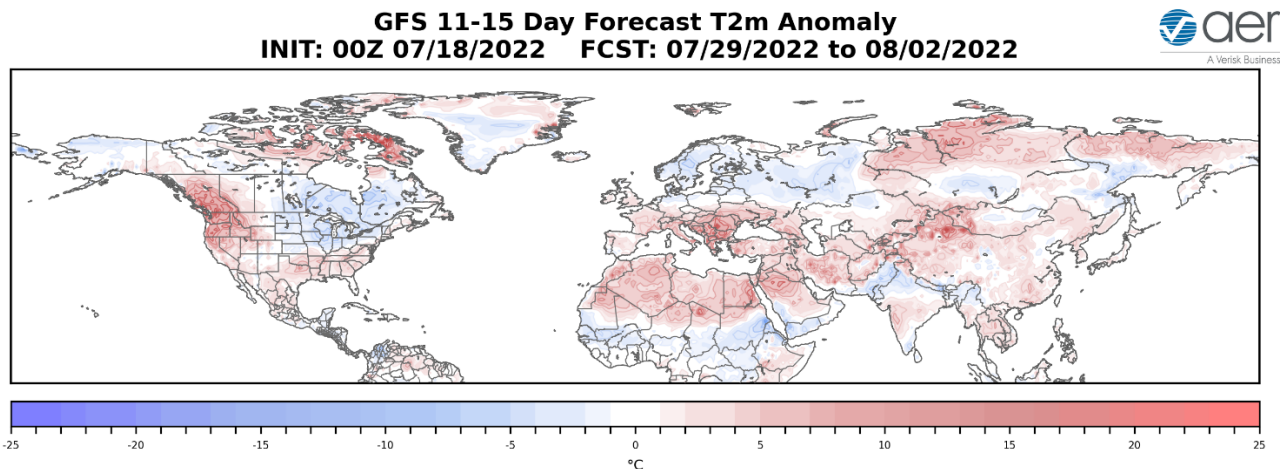 GFS 11-15 Day Forecast T2m Anomaly
INIT: 00Z 07/18/2022 FCST: 07/29/2022 to 08/02/2022
aer
A Verisk Business
-25 -20 -15 -10 -5 0 5 10 15 20 25
°C